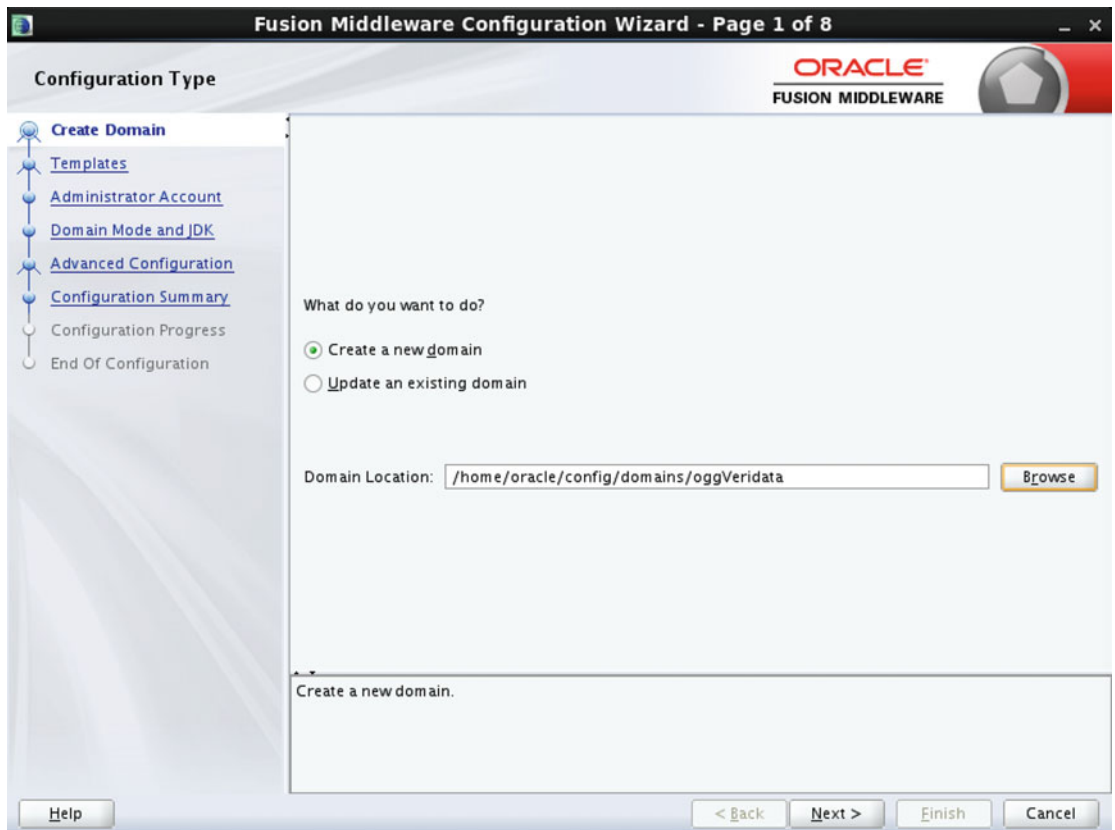 Fusion Middleware Configuration Wizard - Page 1 of 8
Configuration Type
ORACLE
FUSION MIDDLEWARE
Create Domain
Templates
Administrator Account
Domain Mode and JDK
Advanced Configuration
Configuration Summary
Configuration Progress
End Of Configuration
What do you want to do?
Create a new domain
Update an existing domain
Domain Location: /home/oracle/config/domains/oggVeridata Browse
Create a new domain.
Help < Back Next > Finish Cancel